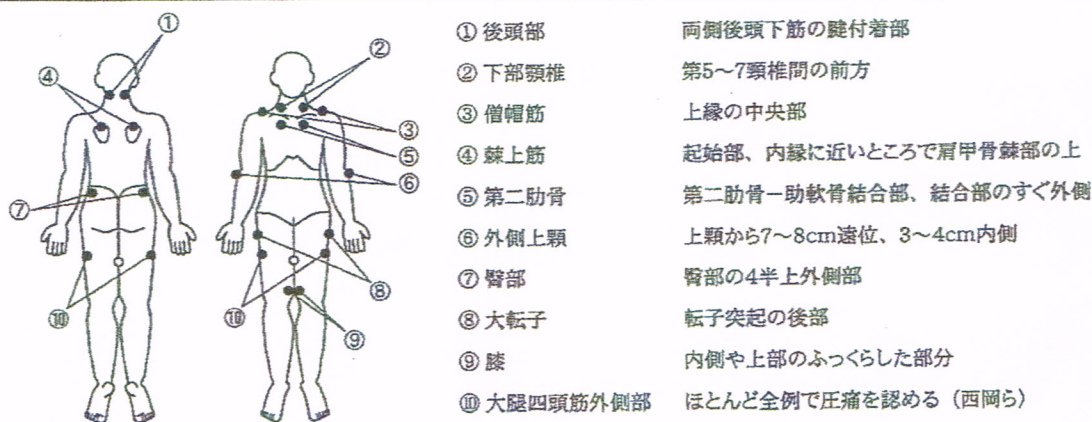 ① 後頭部 両側後頭下筋の腱付着部
② 下部顎椎 第5~7頸椎間の前方
③ 僧帽筋 上縁の中央部
④ 棘上筋 起始部、内縁に近いところで肩甲骨棘部の上
⑤ 第二肋骨 第二肋骨-助軟骨結合部、結合部のすぐ外側
⑥ 外側上顆 上顆から7~8cm遠位、3~4cm内側
⑦ 臀部 臀部の4半上外側部
⑧ 大転子 転子突起の後部
⑨ 膝 内側や上部のふっくらした部分
⑩ 大腿四頭筋外側部 ほとんど全例で圧痛を認める(西岡ら)
①
④
⑦
⑩
②
③
⑤
⑥
⑧
⑩
⑨